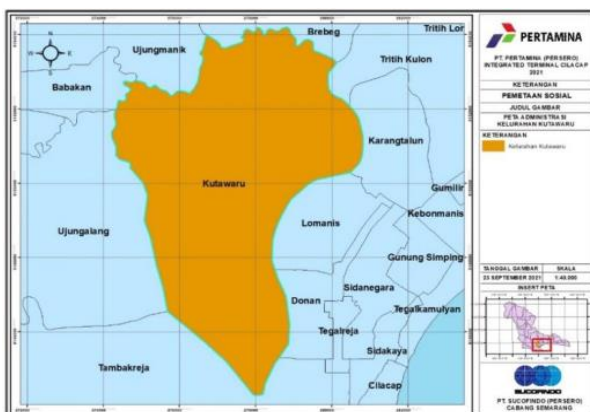 Brebeg
Tritih Lor
Ujungmanik
Tritih Kulon
Babakan
Karangtalun
Kutawaru
Gumilir
Kebonmanis
Lomanis
Ujungalang
Gunung Simping
Sidanegara
Donan
Tegalkamulyan
Tegalreja
Sidakaya
Tambakreja
Cilacap
N
W
E
S
PERTAMINA
PT. PERTAMINA (PERSERO)
INTEGRATED TERMINAL CILACAP
2021
KETERANGAN
PEMETAAN SOSIAL
JUDUL GAMBAR
PETA ADMINISTRASI
KELURAHAN KUTAWARU
KETERANGAN
Kelurahan Kutawaru
TANGGAL GAMBAR SKALA
23 SEPTEMBER 2021 1:45.000
INSERT PETA
SUCOFINDO
PT. SUCOFINDO (PERSERO)
CABANG SEMARANG